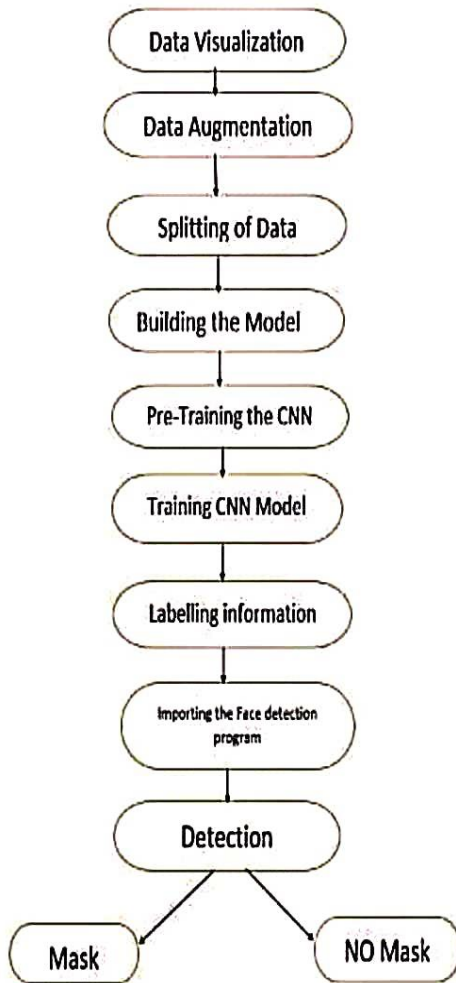 Data Visualization
Data Augmentation
Splitting of Data
Building the Model
Pre-Training the CNN
Training CNN Model
Labelling information
Importing the Face detection
program
Detection
Mask
NO Mask